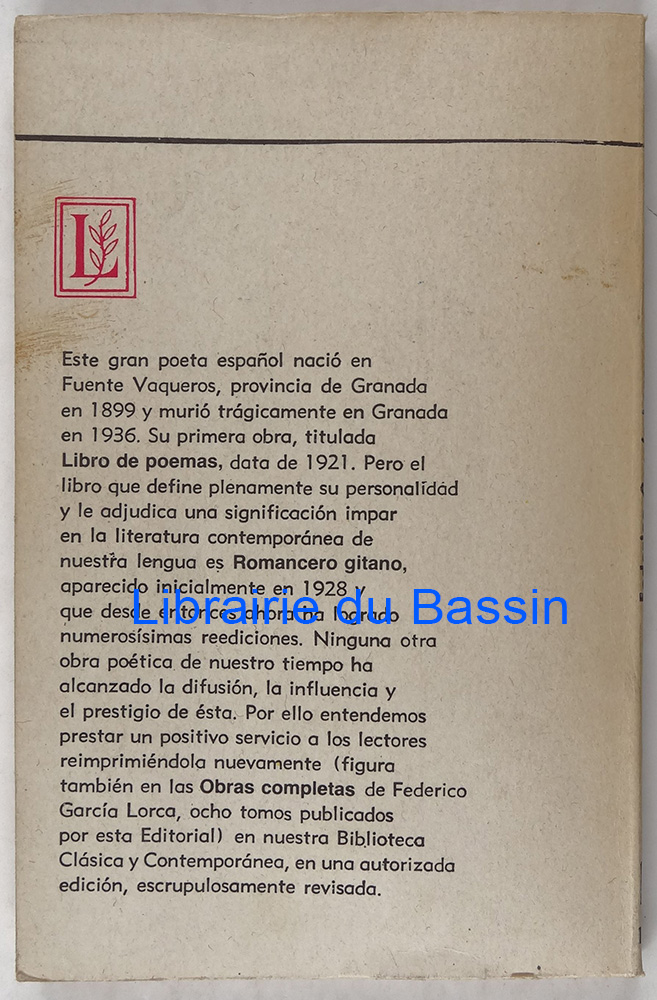 L
Este gran poeta español nació en
Fuente Vaqueros, provincia de Granada
en 1899 y murió trágicamente en Granada
en 1936. Su primera obra, titulada
Libro de poemas, data de 1921. Pero el
libro que define plenamente su personalidad
y le adjudica una significación impar
en la literatura contemporánea de
nuestra lengua es Romancero gitano,
aparecido inicialmente en 1928 y
Librairie du Bassin
que desde entonces ahora ha logrado
numerosísimas reediciones. Ninguna otra
obra poética de nuestro tiempo ha
alcanzado la difusión, la influencia y
el prestigio de ésta. Por ello entendemos
prestar un positivo servicio a los lectores
reimprimiéndola nuevamente (figura
también en las Obras completas de Federico
García Lorca, ocho tomos publicados
por esta Editorial) en nuestra Biblioteca
Clásica y Contemporánea, en una autorizada
edición, escrupulosamente revisada.